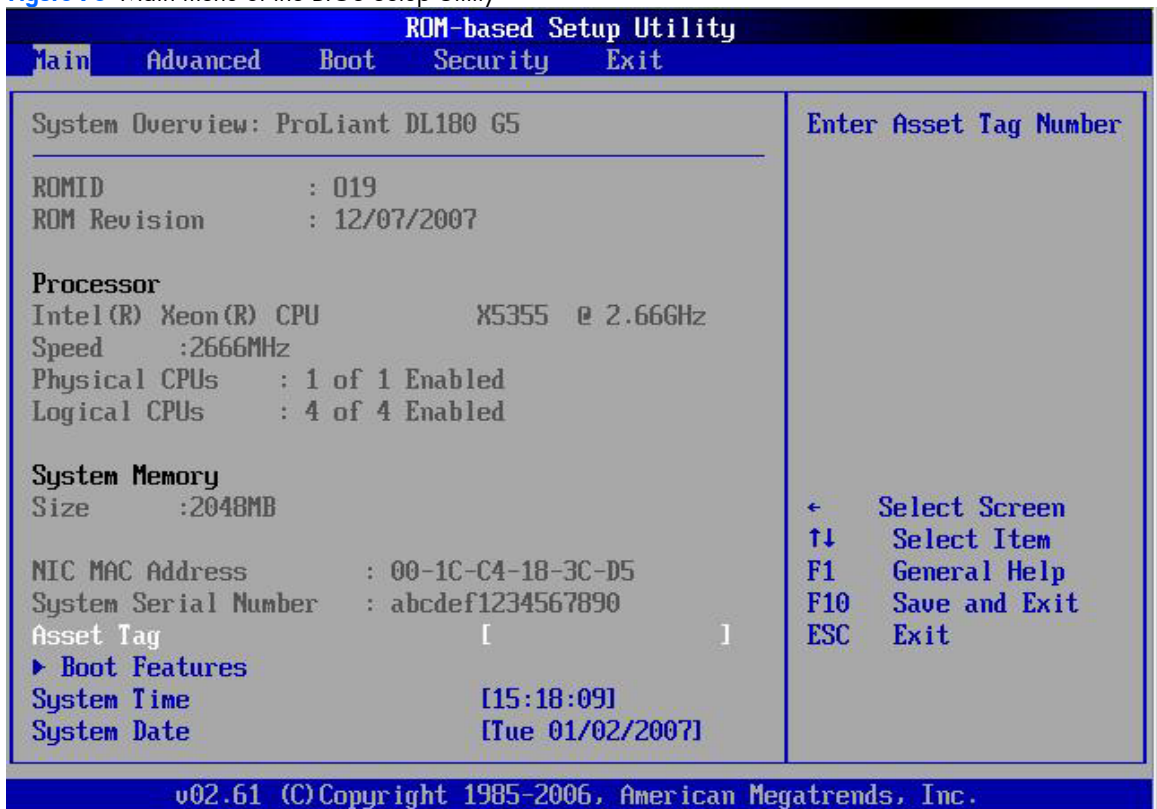 ROM-based Setup Utility
Main Advanced Boot Security Exit
System Overview: ProLiant DL180 G5
Enter Asset Tag Number
ROMID : O19
ROM Revision : 12/07/2007
Processor
Intel(R) Xeon(R) CPU X5355 @ 2.66GHz
Speed :2666MHz
Physical CPUs : 1 of 1 Enabled
Logical CPUs : 4 of 4 Enabled
System Memory
Size :2048MB
NIC MAC Address : 00-1C-C4-18-3C-D5
System Serial Number : abcdef1234567890
Asset Tag [ ]
▶ Boot Features
System Time [15:18:09]
System Date [Tue 01/02/2007]
← Select Screen
↑↓ Select Item
F1 General Help
F10 Save and Exit
ESC Exit
v02.61 (C)Copyright 1985-2006, American Megatrends, Inc.